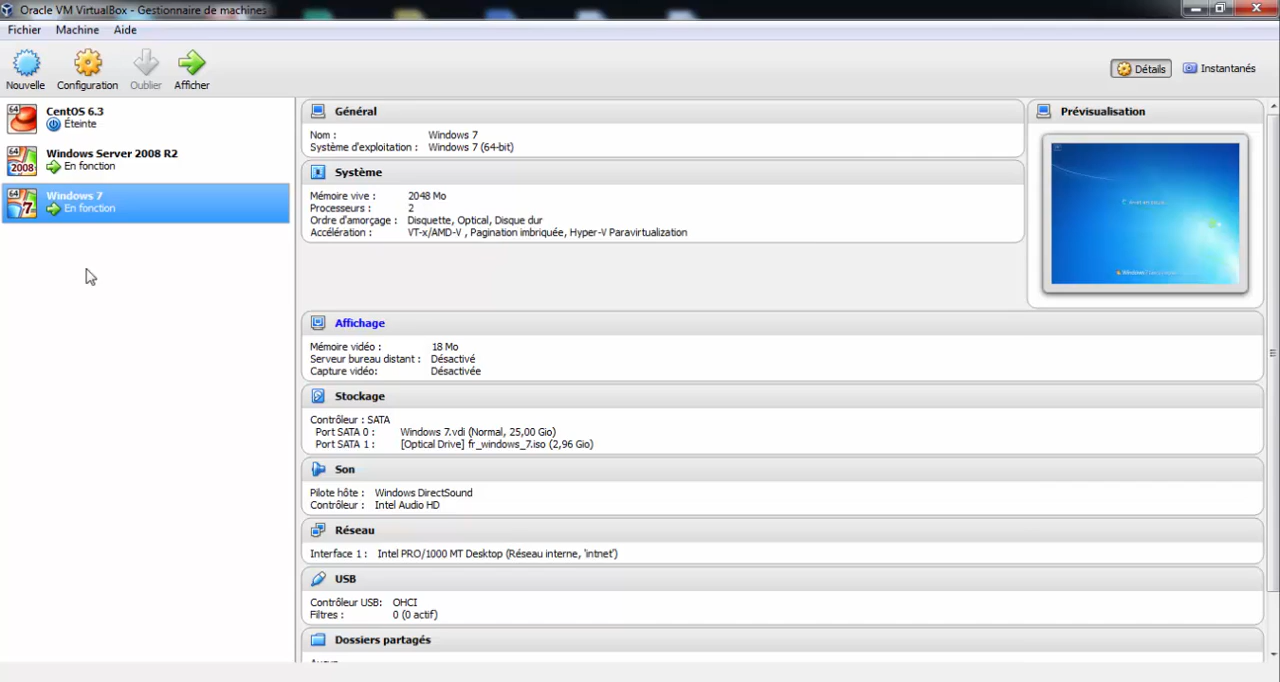 Oracle VM VirtualBox - Gestionnaire de machines
Fichier Machine Aide
Nouvelle Configuration Oublier Afficher
Détails Instantanés
64 CentOS 6.3
Éteinte
64 2008 Windows Server 2008 R2
En fonction
64 7 Windows 7
En fonction
Général
Nom : Windows 7
Système d'exploitation : Windows 7 (64-bit)
Système
Mémoire vive : 2048 Mo
Processeurs : 2
Ordre d'amorçage : Disquette, Optical, Disque dur
Accélération : VT-x/AMD-V , Pagination imbriquée, Hyper-V Paravirtualization
Prévisualisation
Affichage
Mémoire vidéo : 18 Mo
Serveur bureau distant : Désactivé
Capture vidéo: Désactivée
Stockage
Contrôleur : SATA
Port SATA 0 : Windows 7.vdi (Normal, 25,00 Gio)
Port SATA 1 : [Optical Drive] fr_windows_7.iso (2,96 Gio)
Son
Pilote hôte : Windows DirectSound
Contrôleur : Intel Audio HD
Réseau
Interface 1 : Intel PRO/1000 MT Desktop (Réseau interne, 'intnet')
USB
Contrôleur USB: OHCI
Filtres : 0 (0 actif)
Dossiers partagés